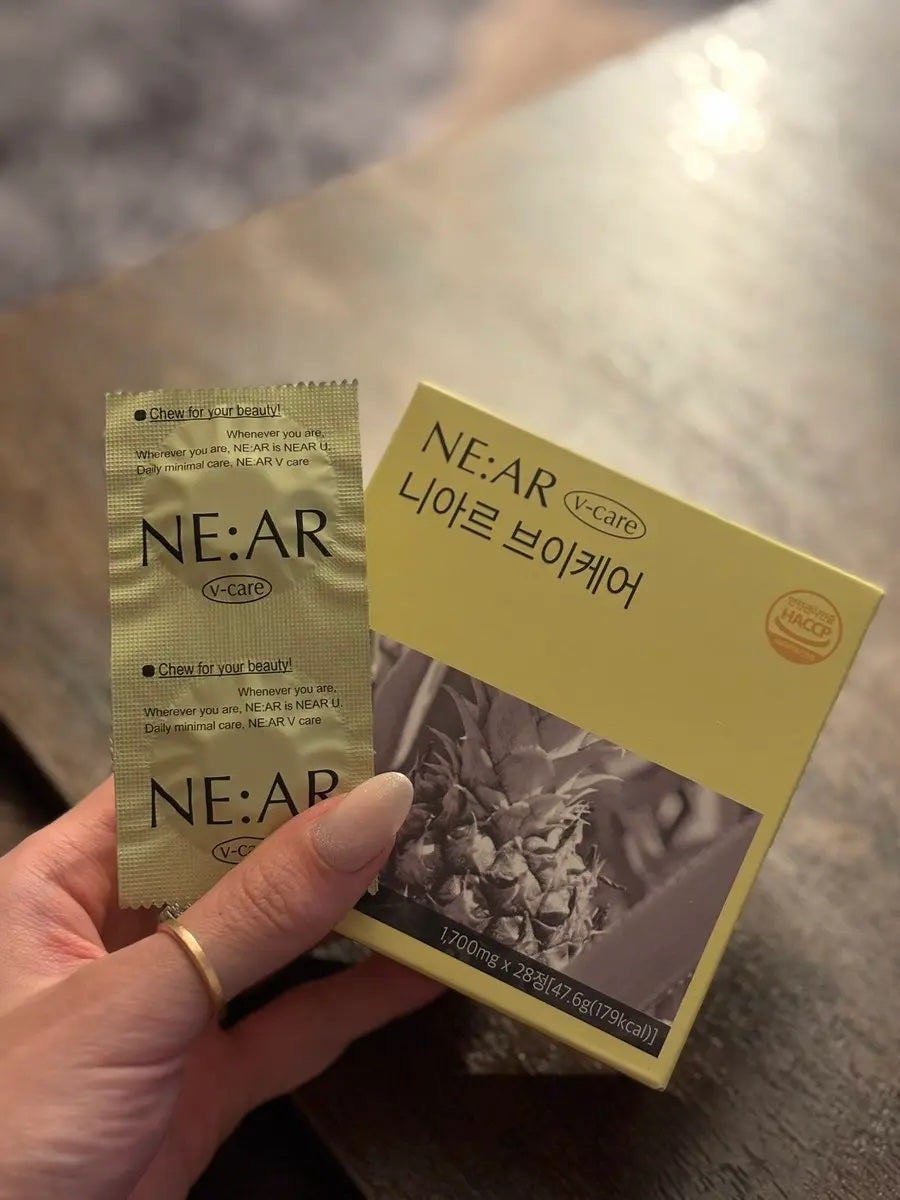 Chew for your beauty!
Whenever you are,
Wherever you are, NE:AR is NEAR U.
Daily minimal care, NE:AR V care
NE:AR
v-care
Chew for your beauty!
Whenever you are,
Wherever you are, NE:AR is NEAR U.
Daily minimal care, NE:AR V care
NE:AR
NE:AR v-care
니아르 브이케어
HACCP
1,700mg x 28정[47.6g(179kcal)]